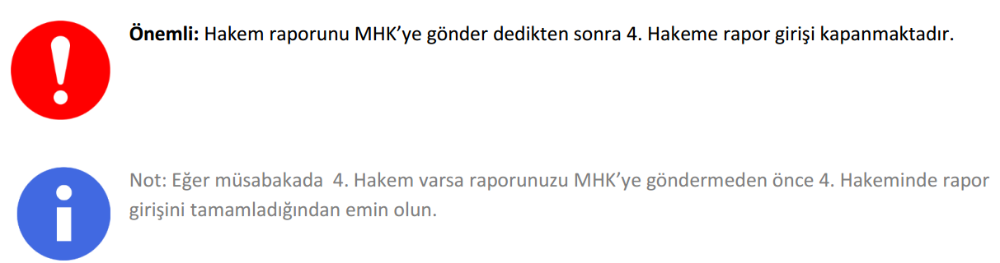 Önemli: Hakem raporunu MHK’ye gönder dedikten sonra 4. Hakeme rapor girişi kapanmaktadır.
Not: Eğer müsabakada  4. Hakem varsa raporunuzu MHK’ye göndermeden önce 4. Hakeminde rapor
girişini tamamladığından emin olun.